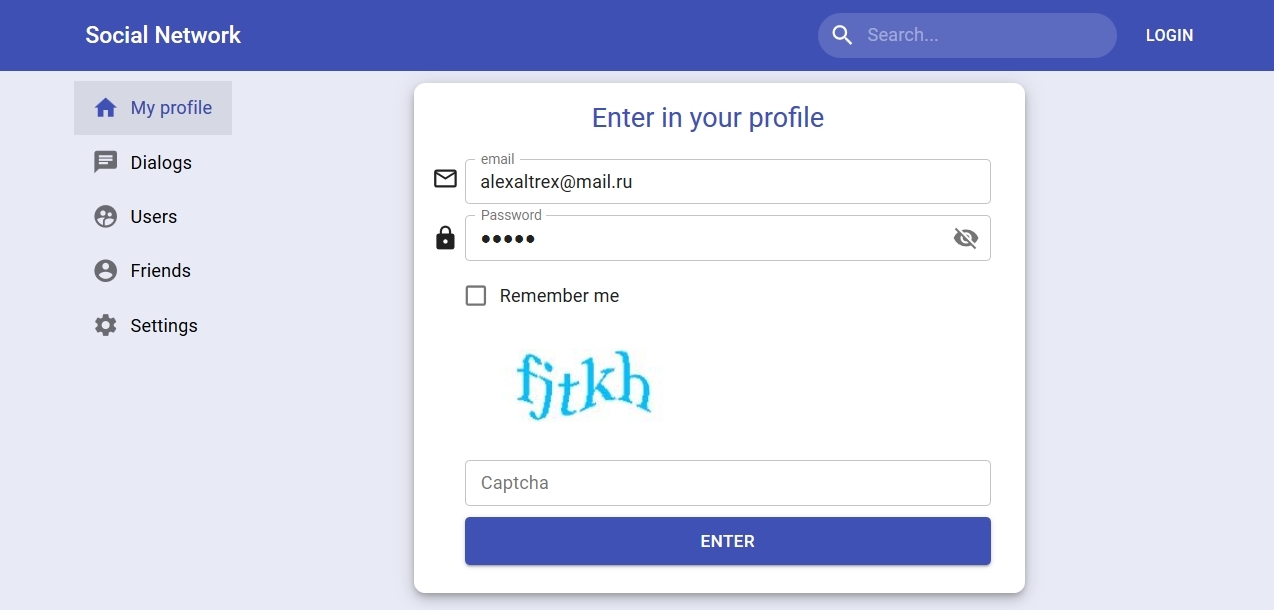 Social Network
Search...
LOGIN
My profile
Dialogs
Users
Friends
Settings
Enter in your profile
email
alexaltrex@mail.ru
Password
•••••
Remember me
fjtkh
Captcha
ENTER